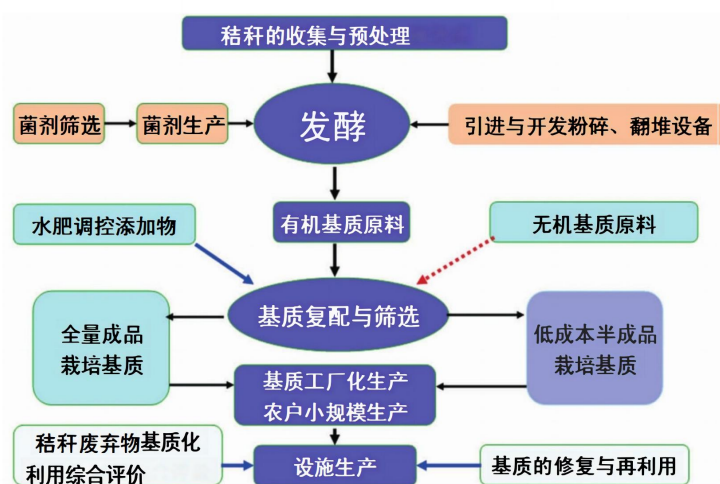 秸秆的收集与预处理
菌剂筛选
菌剂生产
发酵
引进与开发粉碎、翻堆设备
水肥调控添加物
有机基质原料
无机基质原料
基质复配与筛选
全量成品
栽培基质
低成本半成品
栽培基质
基质工厂化生产
农户小规模生产
秸秆废弃物基质化
利用综合评价
设施生产
基质的修复与再利用